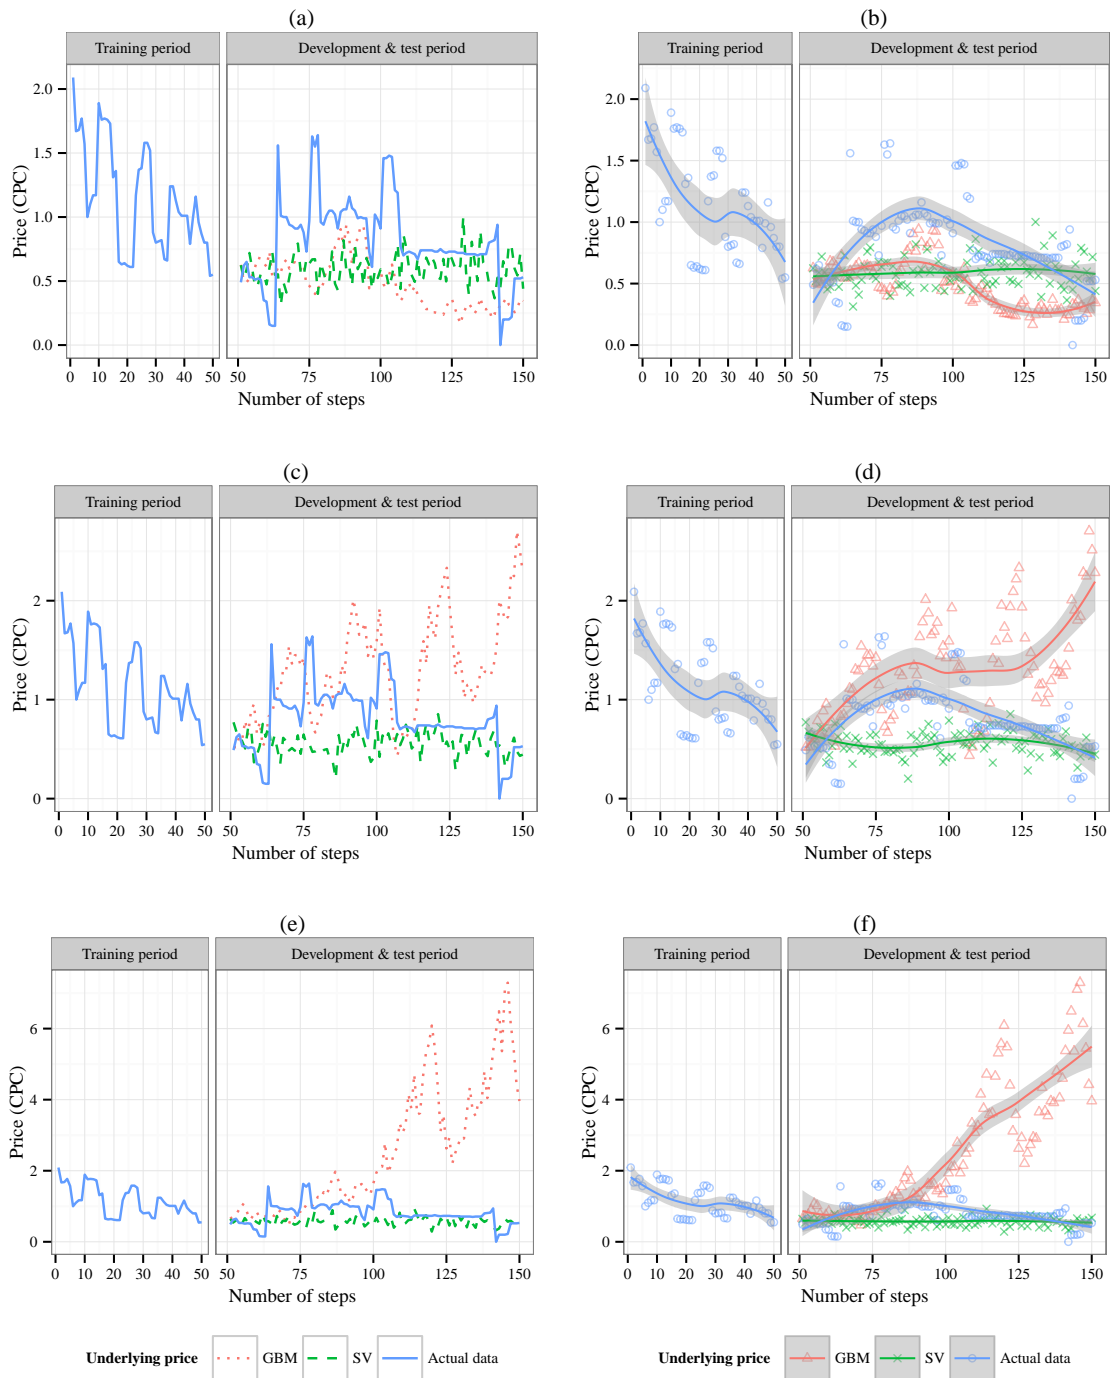 (a)
Training period
Development & test period
Price (CPC)
2.0
1.5
1.0
0.5
0.0
0 10 20 30 40 50
50 75 100 125 150
Number of steps
(b)
Training period
Development & test period
Price (CPC)
2.0
1.5
1.0
0.5
0.0
0 10 20 30 40 50
50 75 100 125 150
Number of steps
(c)
Training period
Development & test period
Price (CPC)
2
1
0
0 10 20 30 40 50
50 75 100 125 150
Number of steps
(d)
Training period
Development & test period
Price (CPC)
2
1
0
0 10 20 30 40 50
50 75 100 125 150
Number of steps
(e)
Training period
Development & test period
Price (CPC)
6
4
2
0
0 10 20 30 40 50
50 75 100 125 150
Number of steps
(f)
Training period
Development & test period
Price (CPC)
6
4
2
0
0 10 20 30 40 50
50 75 100 125 150
Number of steps
Underlying price GBM SV Actual data
Underlying price GBM SV Actual data